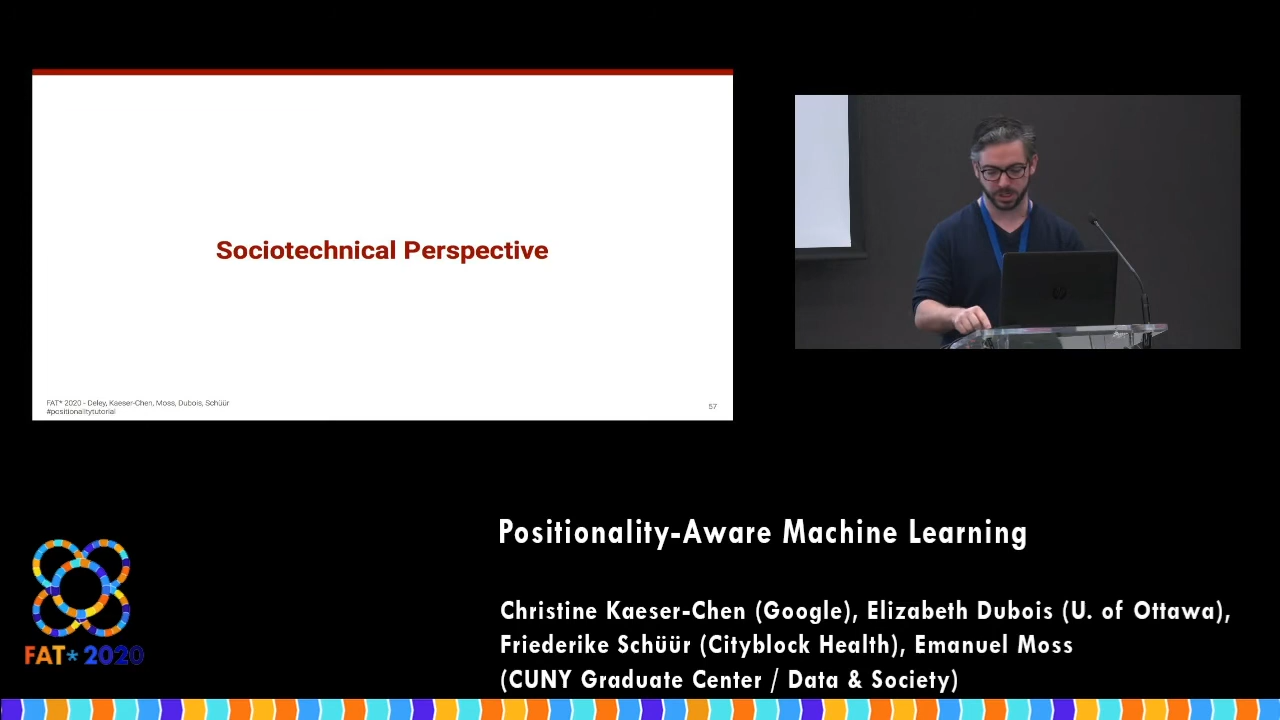 Sociotechnical Perspective
FAT* 2020 - Deley, Kaeser-Chen, Moss, Dubois, Schüür
#positionalitytutorial
57
Positionality-Aware Machine Learning
Christine Kaeser-Chen (Google), Elizabeth Dubois (U. of Ottawa),
Friederike Schüür (Cityblock Health), Emanuel Moss
(CUNY Graduate Center / Data & Society)
FAT* 2020